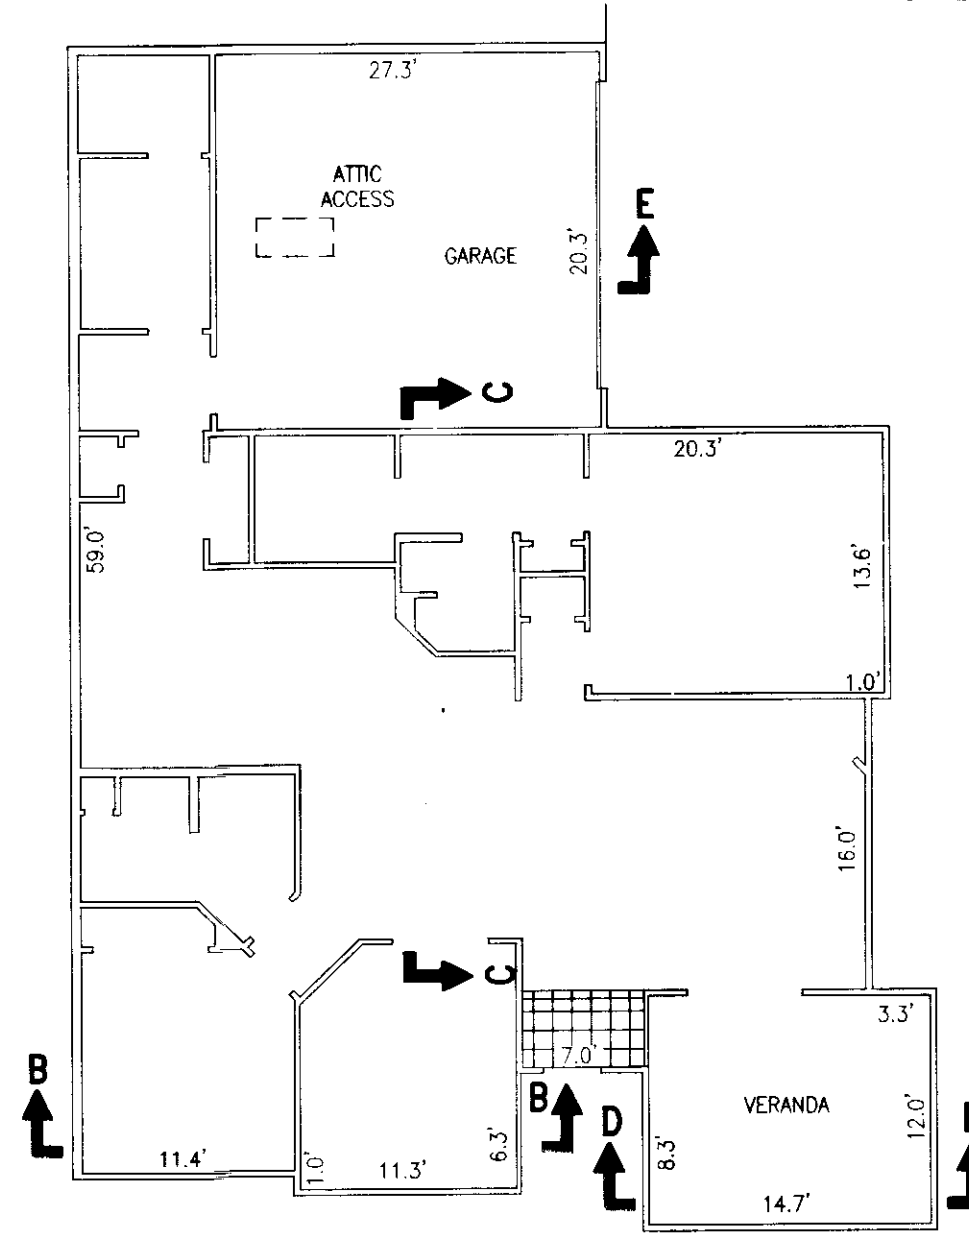 27.3'
ATTIC
ACCESS
E
20.3'
GARAGE
C
20.3'
59.0'
13.6'
1.0'
16.0'
C
3.3'
7.0'
B
B
VERANDA
12.0'
D
6.3'
8.3'
11.4'
1.0'
11.3'
14.7'